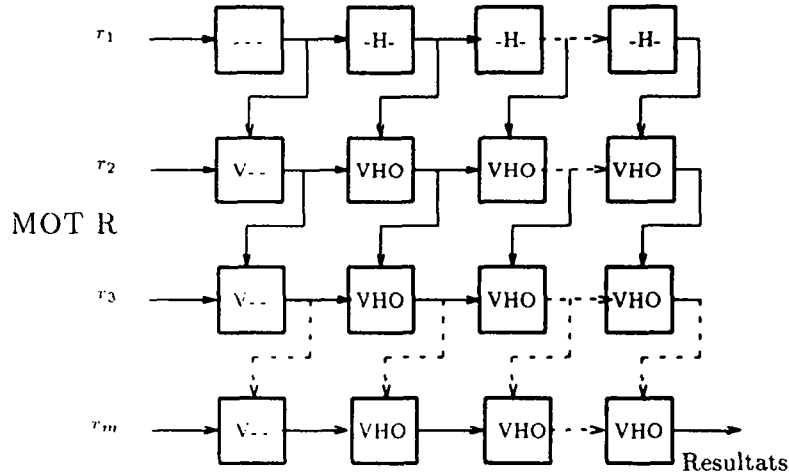 r1 - - - -H- -H- -H-
r2 V-- VHO VHO VHO
MOT R
r3 V-- VHO VHO VHO
rm V-- VHO VHO VHO
Resultats